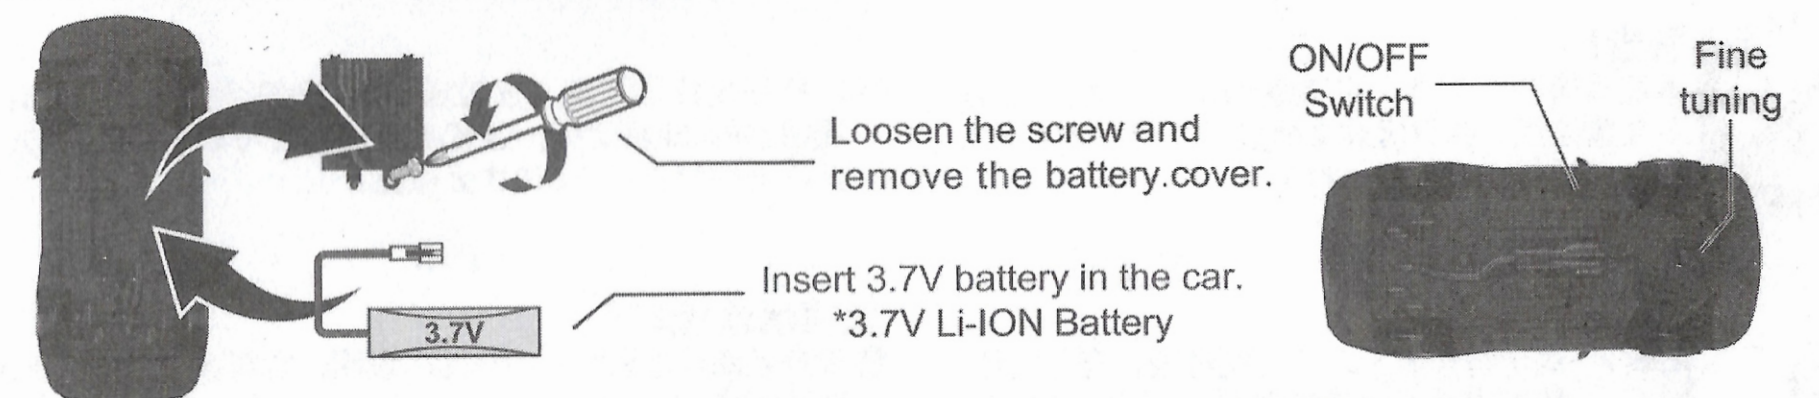 Loosen the screw and
remove the battery.cover.
Insert 3.7V battery in the car.
*3.7V Li-ION Battery
3.7V
ON/OFF
Switch
Fine
tuning